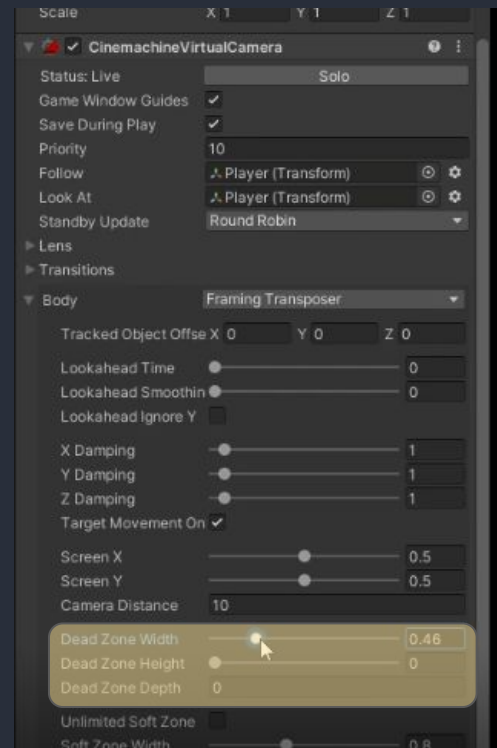 Scale X 1 Y 1 Z 1
CinemachineVirtualCamera
Status: Live Solo
Game Window Guides
Save During Play
Priority 10
Follow Player (Transform)
Look At Player (Transform)
Standby Update Round Robin
Lens
Transitions
Body Framing Transposer
Tracked Object Offse X 0 Y 0 Z 0
Lookahead Time 0
Lookahead Smoothin 0
Lookahead Ignore Y
X Damping 1
Y Damping 1
Z Damping 1
Target Movement On
Screen X 0.5
Screen Y 0.5
Camera Distance 10
Dead Zone Width 0.46
Dead Zone Height 0
Dead Zone Depth 0
Unlimited Soft Zone
Soft Zone Width 0.8